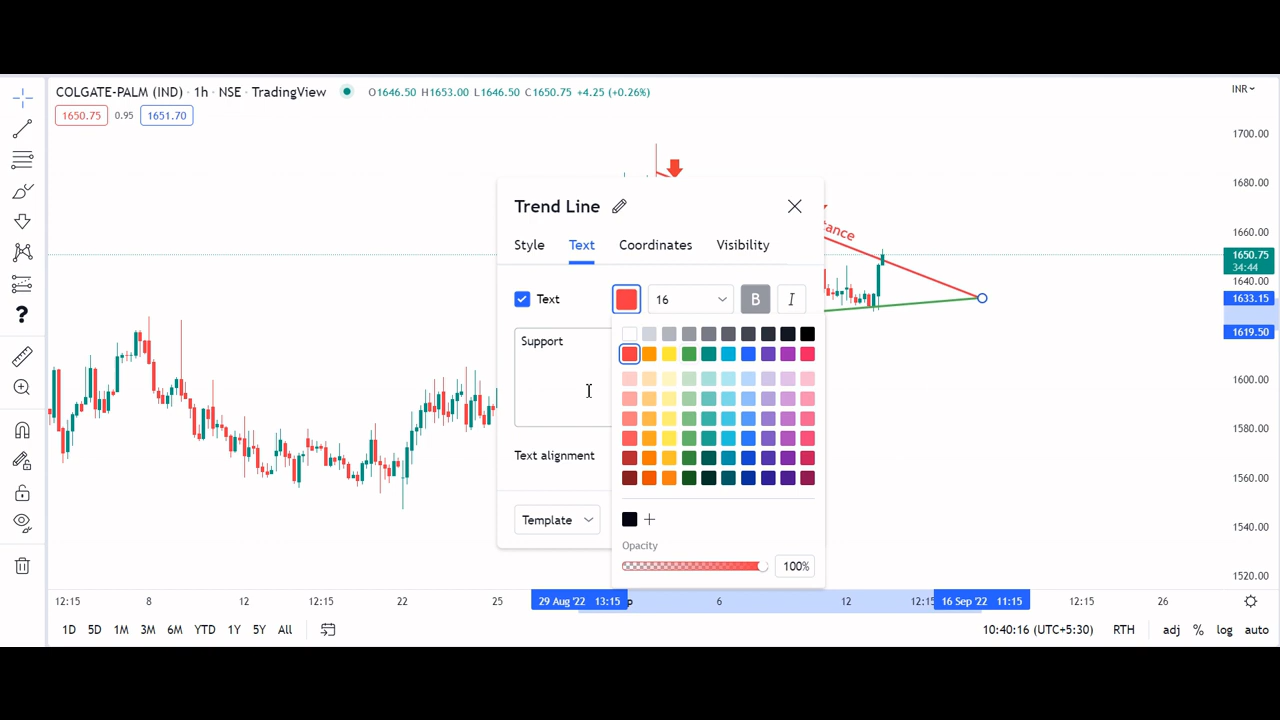 COLGATE-PALM (IND) · 1h · NSE · TradingView O1646.50 H1653.00 L1646.50 C1650.75 +4.25 (+0.26%)
INR
1650.75 0.95 1651.70
1700.00
1680.00
1660.00
1650.75
34:44
1640.00
1633.15
1619.50
1600.00
1580.00
1560.00
1540.00
1520.00
Trend Line
Style Text Coordinates Visibility
Text 16 B I
Support
Text alignment
Template
Opacity
100%
12:15 8 12 12:15 22 25 29 Aug '22 13:15 6 12 12:15 16 Sep '22 11:15 12:15 26
1D 5D 1M 3M 6M YTD 1Y 5Y All 10:40:16 (UTC+5:30) RTH adj % log auto